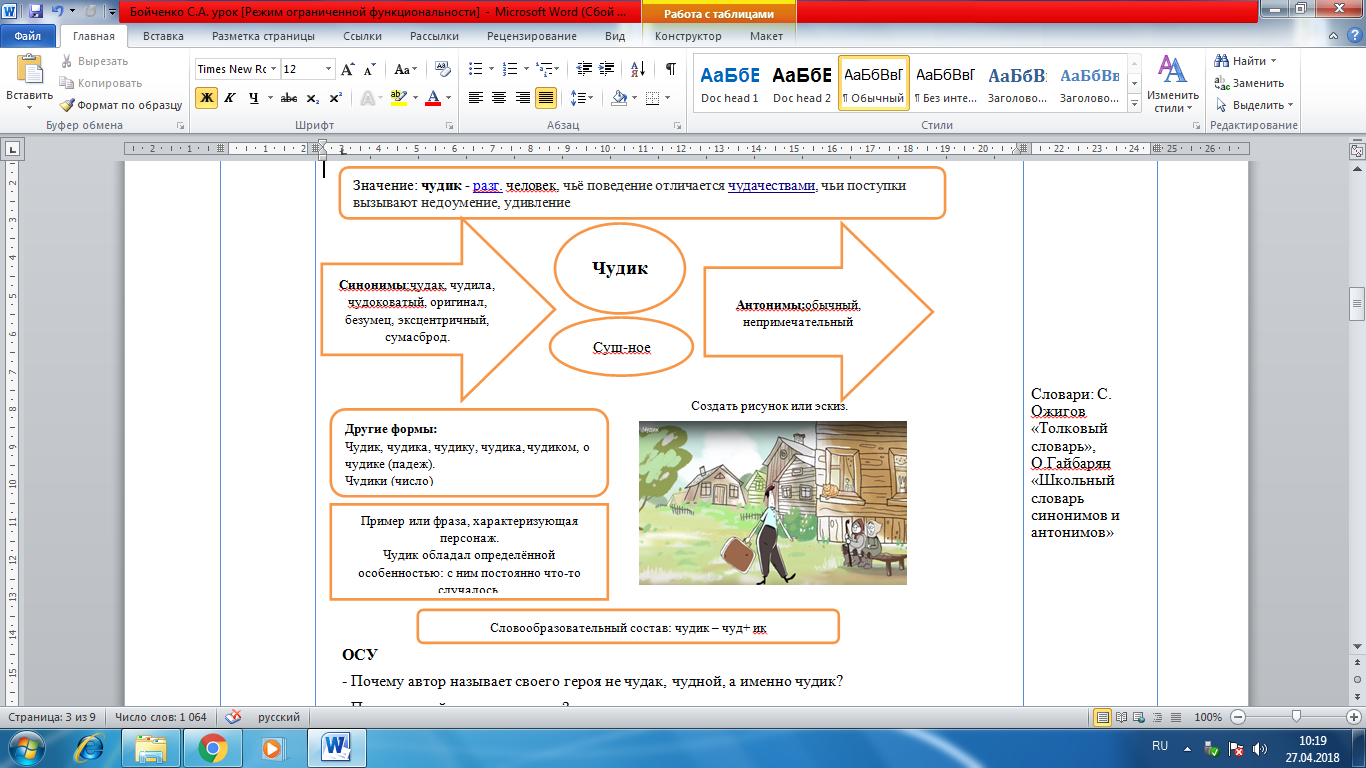 Бойченко С.А. урок [Режим ограниченной функциональности] - Microsoft Word (Сбой ...
Работа с таблицами
Файл Главная Вставка Разметка страницы Ссылки Рассылки Рецензирование Вид Конструктор Макет
Вставить
Вырезать
Копировать
Формат по образцу
Буфер обмена
Times New Ro 12
Шрифт
Абзац
АаБбЕ АаБбЕ АаБбВвГ АаБбВвГ АаБбВв АаБбВвГ
Doc head 1 Doc head 2 ¶ Обычный ¶ Без инте... Заголово... Заголово...
Изменить стили
Стили
Найти
Заменить
Выделить
Редактирование
Значение: чудик - разг. человек, чьё поведение отличается чудачествами, чьи поступки
вызывают недоумение, удивление
Синонимы:чудак, чудила,
чудоковатый, оригинал,
безумец, эксцентричный,
сумасброд.
Чудик
Сущ-ное
Антонимы:обычный,
непримечательный
Другие формы:
Чудик, чудика, чудику, чудика, чудиком, о
чудике (падеж).
Чудики (число)
Создать рисунок или эскиз.
Чудик
Пример или фраза, характеризующая
персонаж.
Чудик обладал определённой
особенностью: с ним постоянно что-то
случалось
Словообразовательный состав: чудик – чуд+ ик
Словари: С.
Ожигов
«Толковый
словарь»,
О.Гайбарян
«Школьный
словарь
синонимов и
антонимов»
ОСУ
- Почему автор называет своего героя не чудак, чудной, а именно чудик?
Страница: 3 из 9 Число слов: 1 064 русский 100%
RU
10:19
27.04.2018